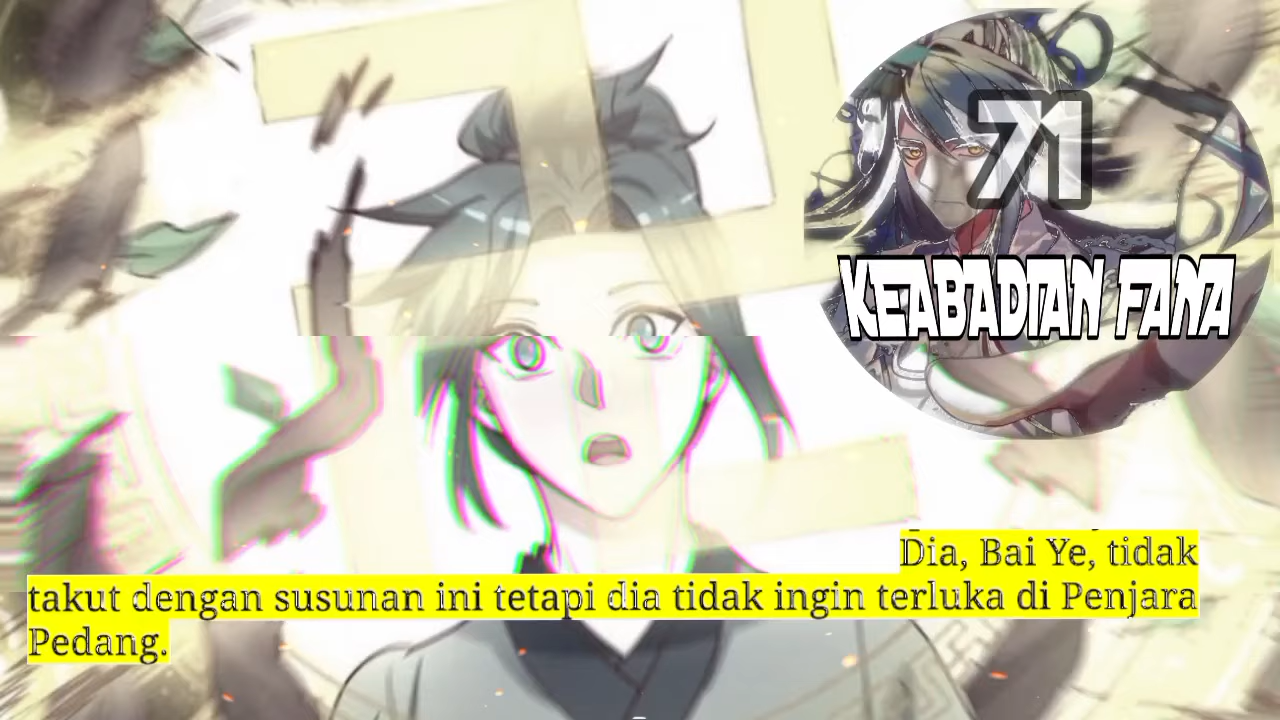 71
KEABADIAN FANA
Dia, Bai Ye, tidak
takut dengan susunan ini tetapi dia tidak ingin terluka di Penjara
Pedang.